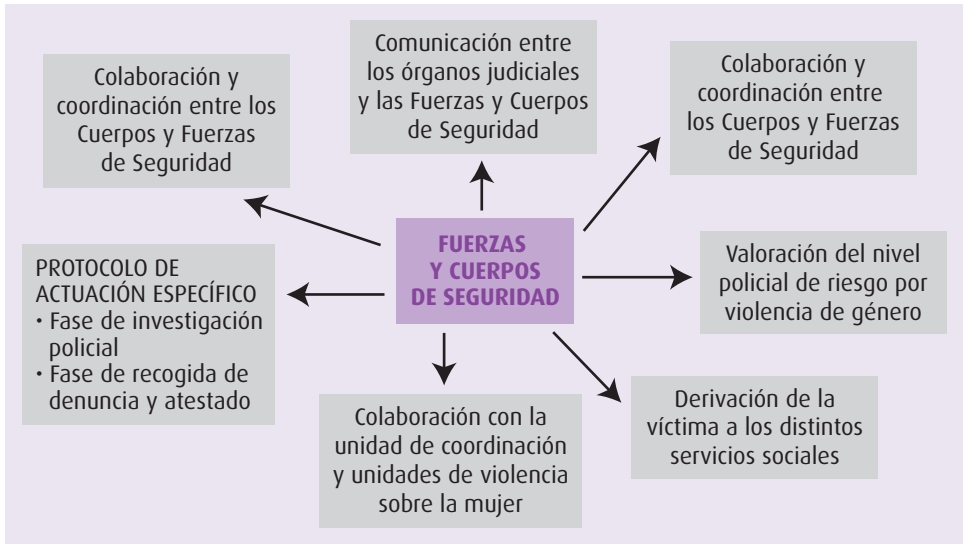 Colaboración y
coordinación entre los
Cuerpos y Fuerzas
de Seguridad
Comunicación entre
los órganos judiciales
y las Fuerzas y Cuerpos
de Seguridad
Colaboración y
coordinación entre
los Cuerpos y Fuerzas
de Seguridad
FUERZAS
Y CUERPOS
DE SEGURIDAD
PROTOCOLO DE
ACTUACIÓN ESPECÍFICO
• Fase de investigación
policial
• Fase de recogida de
denuncia y atestado
Valoración del nivel
policial de riesgo por
violencia de género
Colaboración con la
unidad de coordinación
y unidades de violencia
sobre la mujer
Derivación de la
víctima a los distintos
servicios sociales